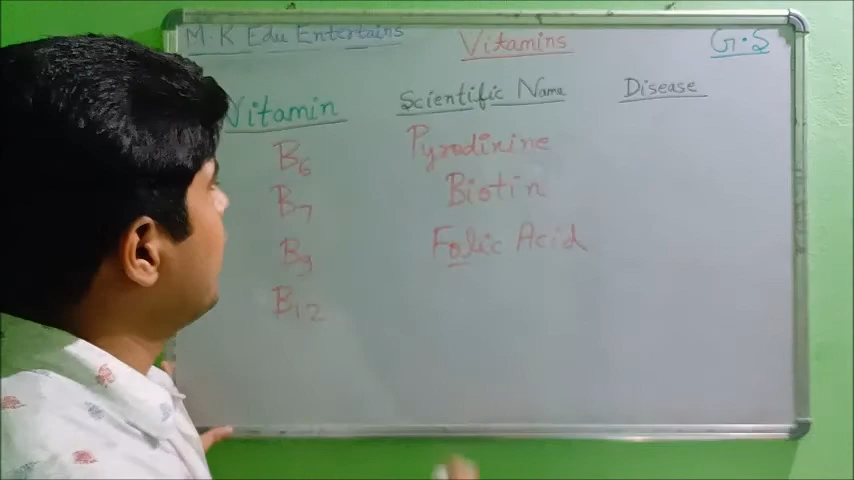 M.K Edu Entertains Vitamins G.S
Vitamin Scientific Name Disease
B6 Pyrodixine
B7 Biotin
B9 Folic Acid
B12